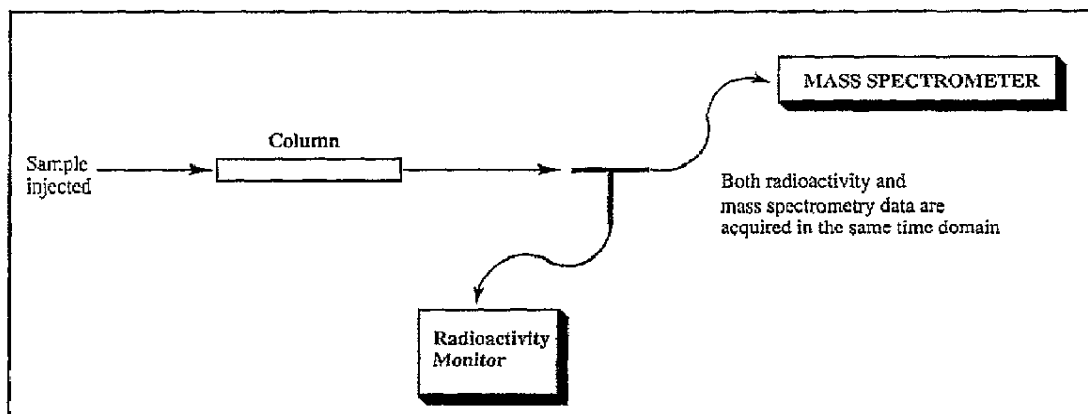 MASS SPECTROMETER
Column
Sample
injected
Both radioactivity and
mass spectrometry data are
acquired in the same time domain
Radioactivity
Monitor